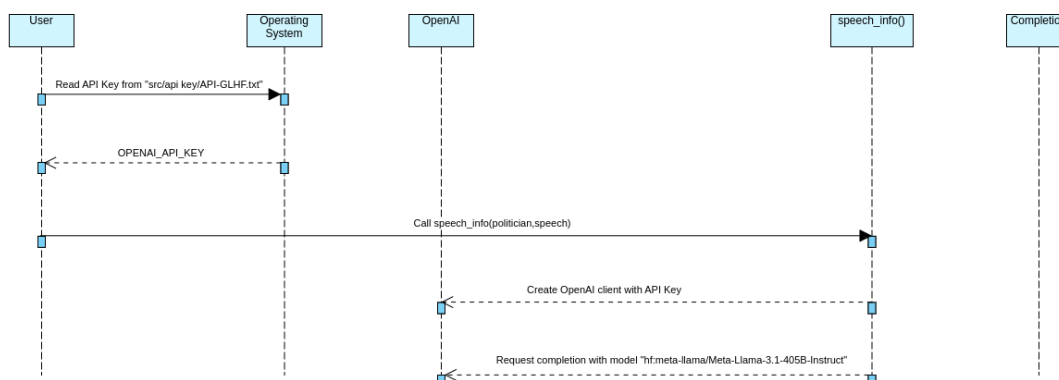 User
Operating
System
OpenAI
speech_info()
Completio
Read API Key from "src/api key/API-GLHF.txt"
OPENAI_API_KEY
Call speech_info(politician,speech)
Create OpenAI client with API Key
Request completion with model "hf:meta-llama/Meta-Llama-3.1-405B-Instruct"